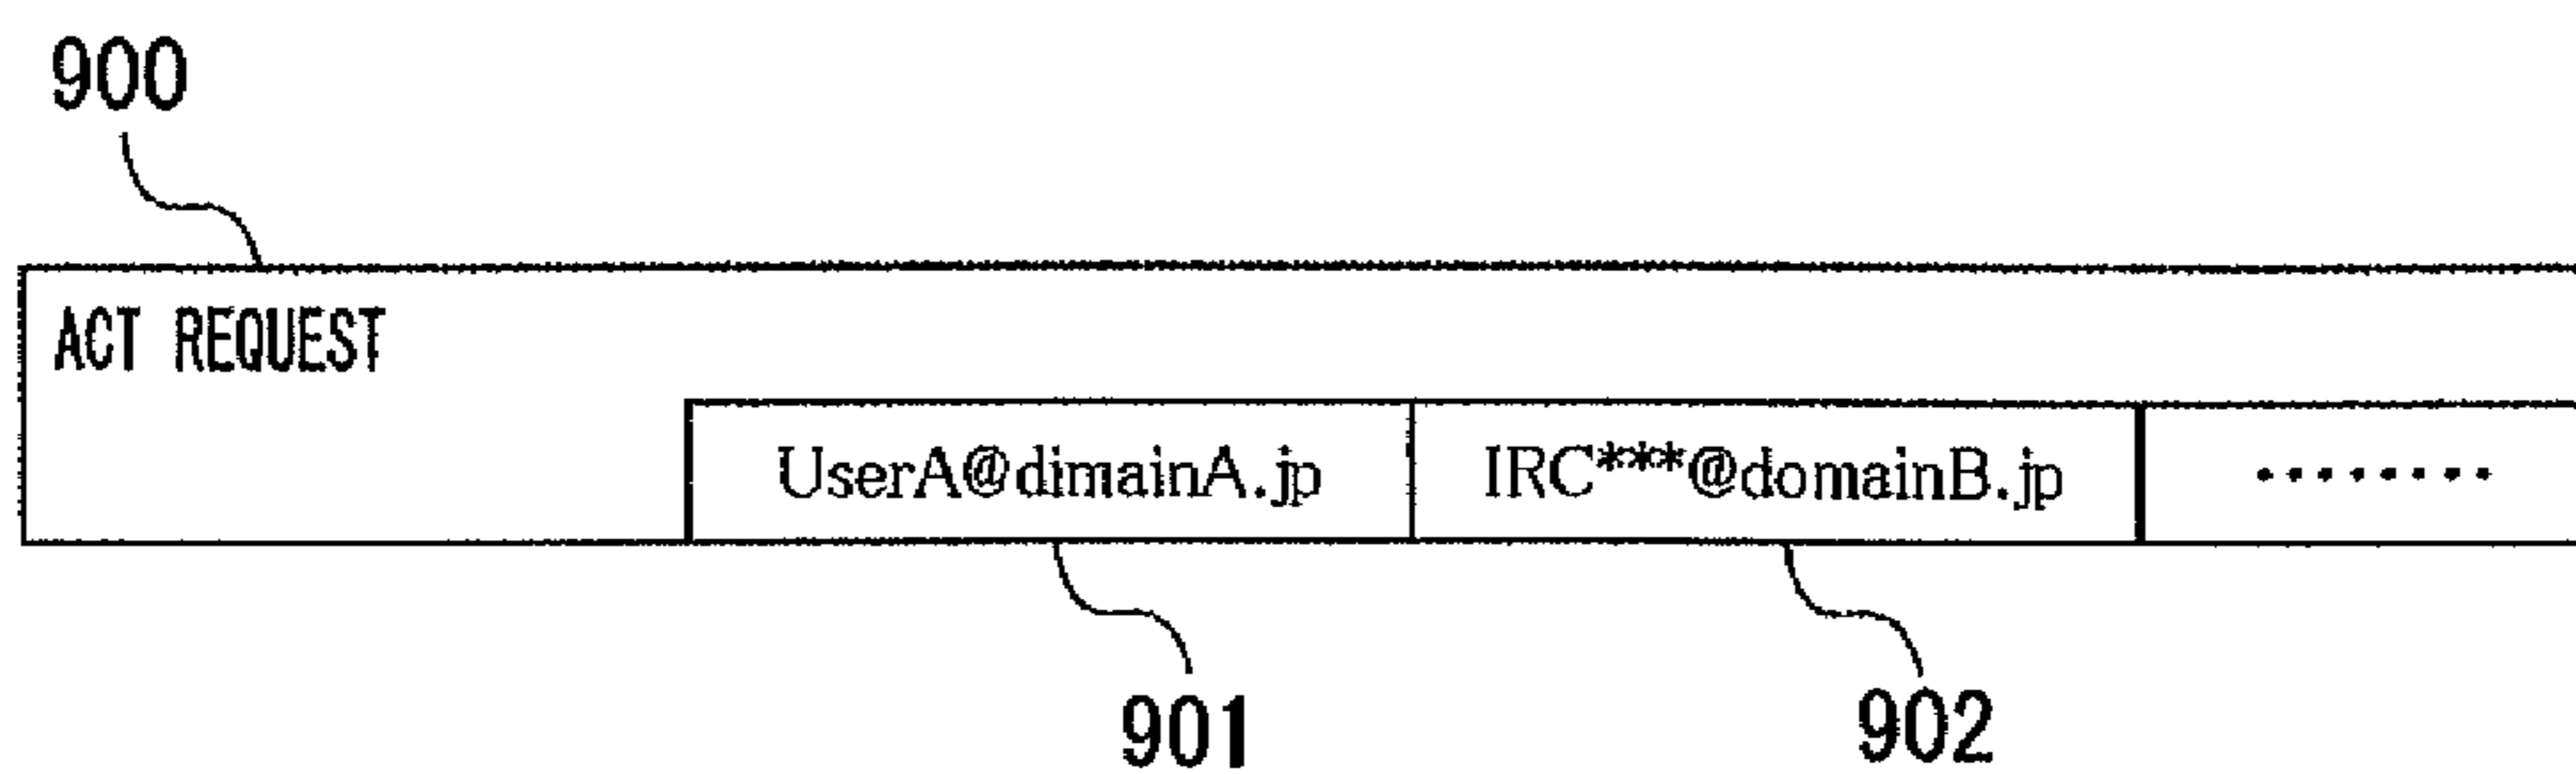 900
ACT REQUEST
UserA@dimainA.jp IRC***@domainB.jp ········
901 902